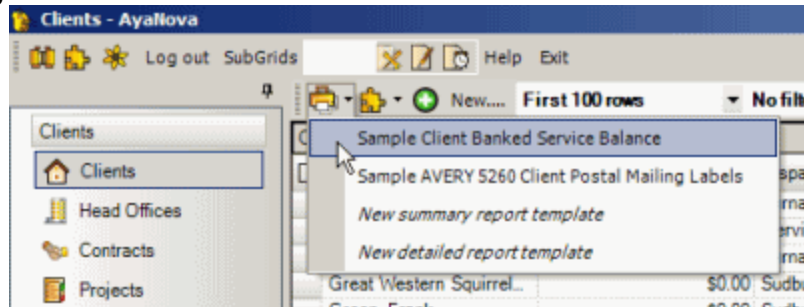 Clients - AyaNova
Log out SubGrids Help Exit
New.... First 100 rows No filt
Clients
Clients
Head Offices
Contracts
Projects
Sample Client Banked Service Balance
Sample AVERY 5260 Client Postal Mailing Labels
New summary report template
New detailed report template
Great Western Squirrel... $0.00 Sudbu